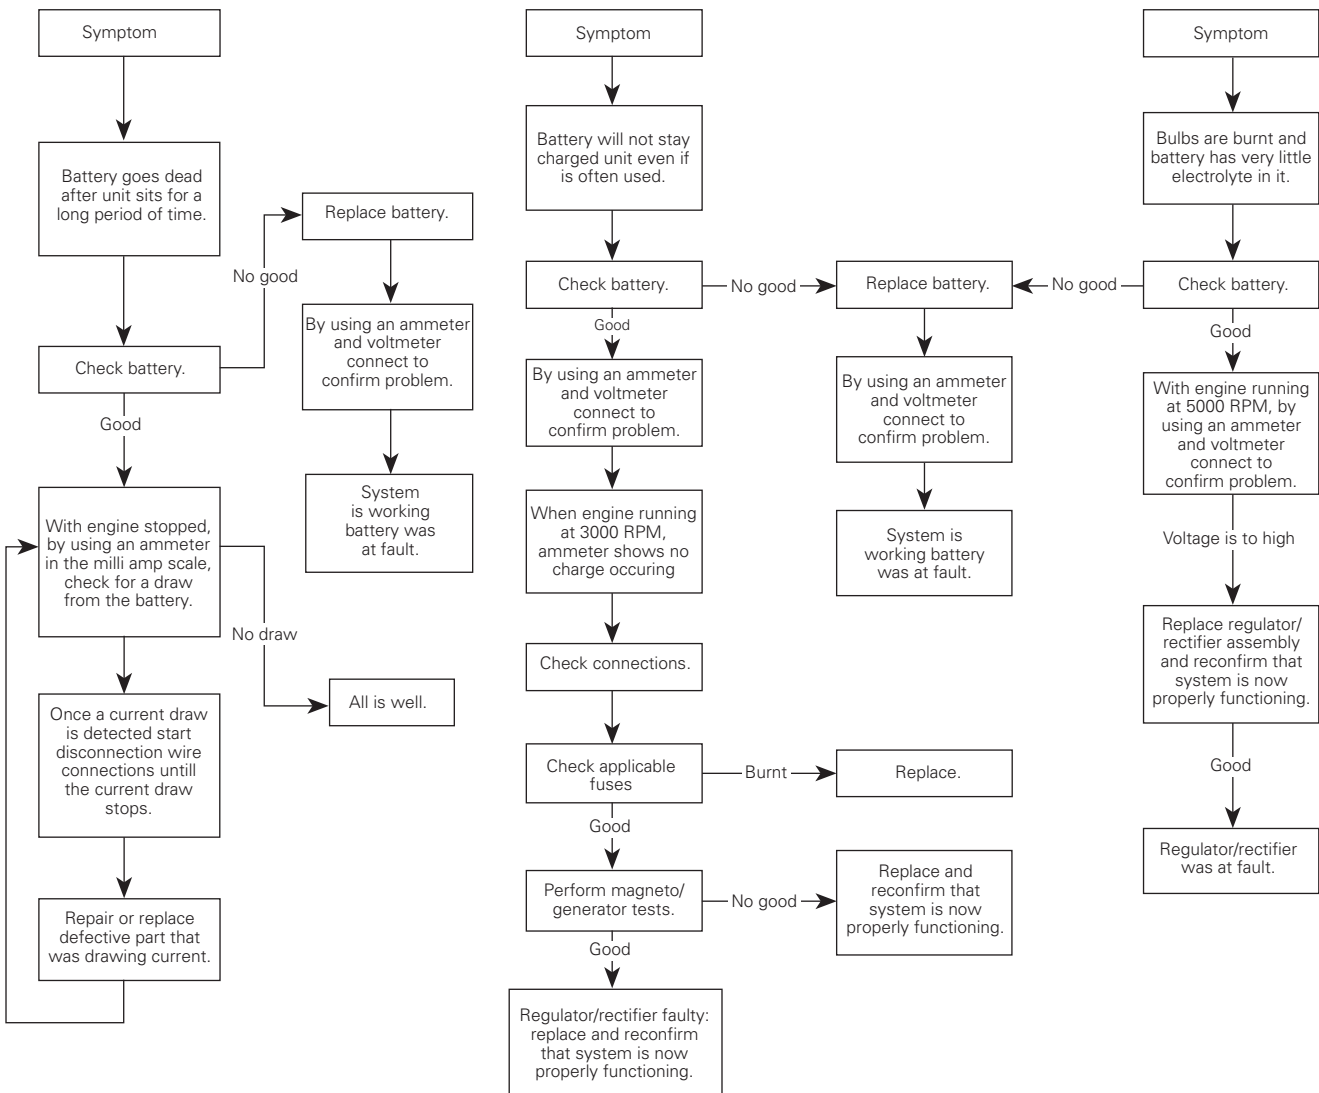 Symptom
Battery goes dead
after unit sits for a
long period of time.
Check battery.
No good
Replace battery.
By using an ammeter
and voltmeter
connect to
confirm problem.
System
is working
battery was
at fault.
Good
With engine stopped,
by using an ammeter
in the milli amp scale,
check for a draw
from the battery.
No draw
All is well.
Once a current draw
is detected start
disconnection wire
connections untill
the current draw
stops.
Repair or replace
defective part that
was drawing current.
Symptom
Battery will not stay
charged unit even if
is often used.
Check battery.
No good
Replace battery.
By using an ammeter
and voltmeter
connect to
confirm problem.
System is
working battery
was at fault.
Good
By using an ammeter
and voltmeter
connect to
confirm problem.
When engine running
at 3000 RPM,
ammeter shows no
charge occuring
Check connections.
Check applicable
fuses
Burnt
Replace.
Good
Perform magneto/
generator tests.
No good
Replace and
reconfirm that
system is now
properly functioning.
Good
Regulator/rectifier faulty:
replace and reconfirm
that system is now
properly functioning.
Symptom
Bulbs are burnt and
battery has very little
electrolyte in it.
Check battery.
No good
Good
With engine running
at 5000 RPM, by
using an ammeter
and voltmeter
connect to
confirm problem.
Voltage is to high
Replace regulator/
rectifier assembly
and reconfirm that
system is now
properly functioning.
Good
Regulator/rectifier
was at fault.